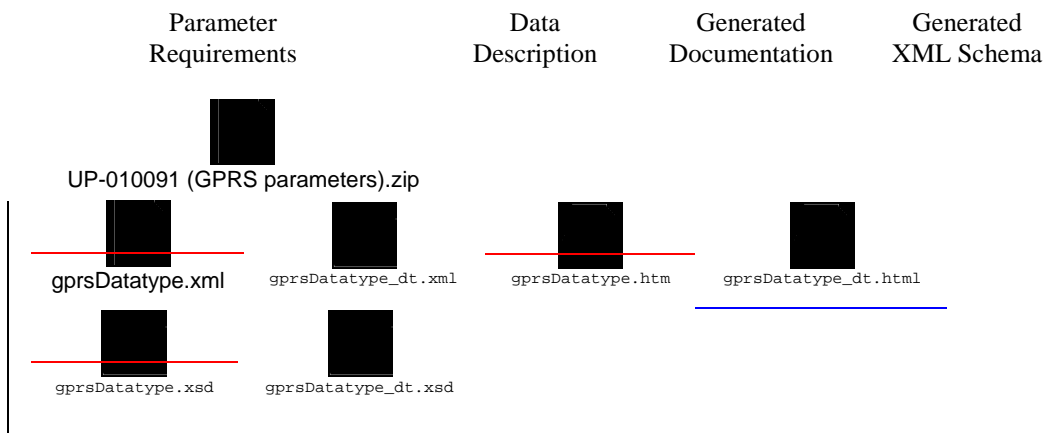 Parameter Data Generated Generated
Requirements Description Documentation XML Schema
UP-010091 (GPRS parameters).zip
gprsDatatype.xml gprsDatatype_dt.xml gprsDatatype.htm gprsDatatype_dt.html
gprsDatatype.xsd gprsDatatype_dt.xsd